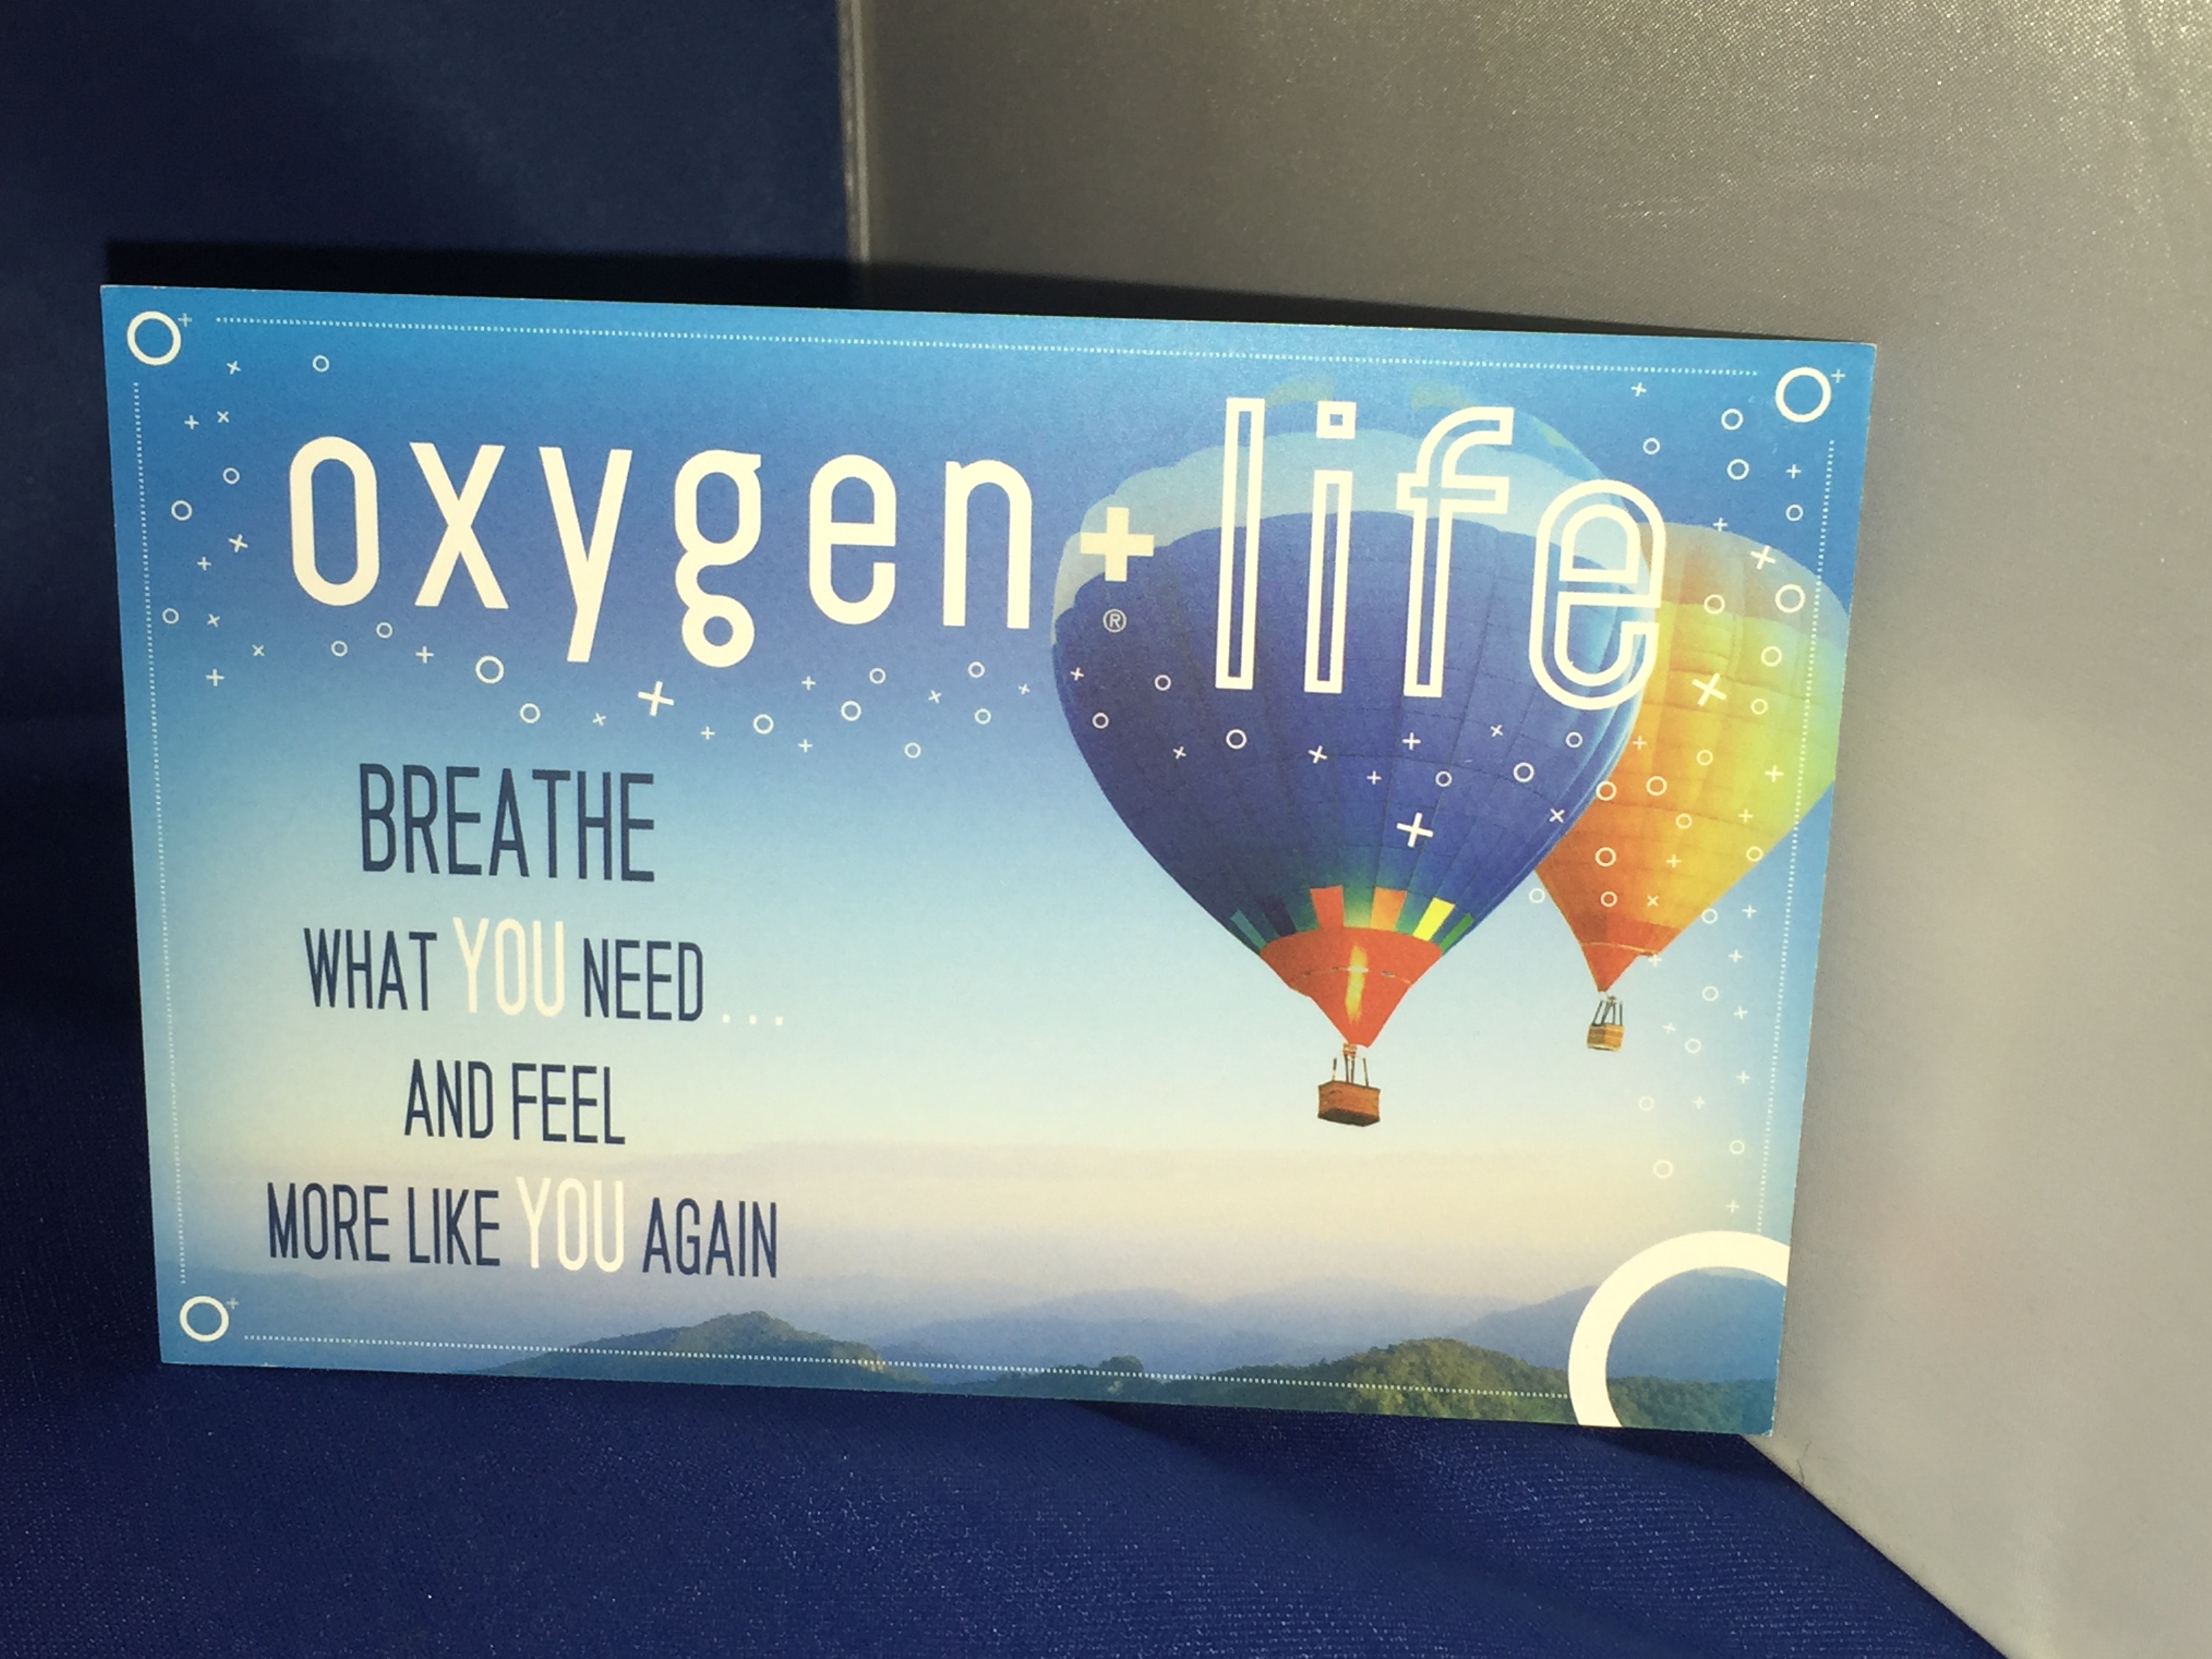 oxygen+® life
BREATHE
WHAT YOU NEED...
AND FEEL
MORE LIKE YOU AGAIN